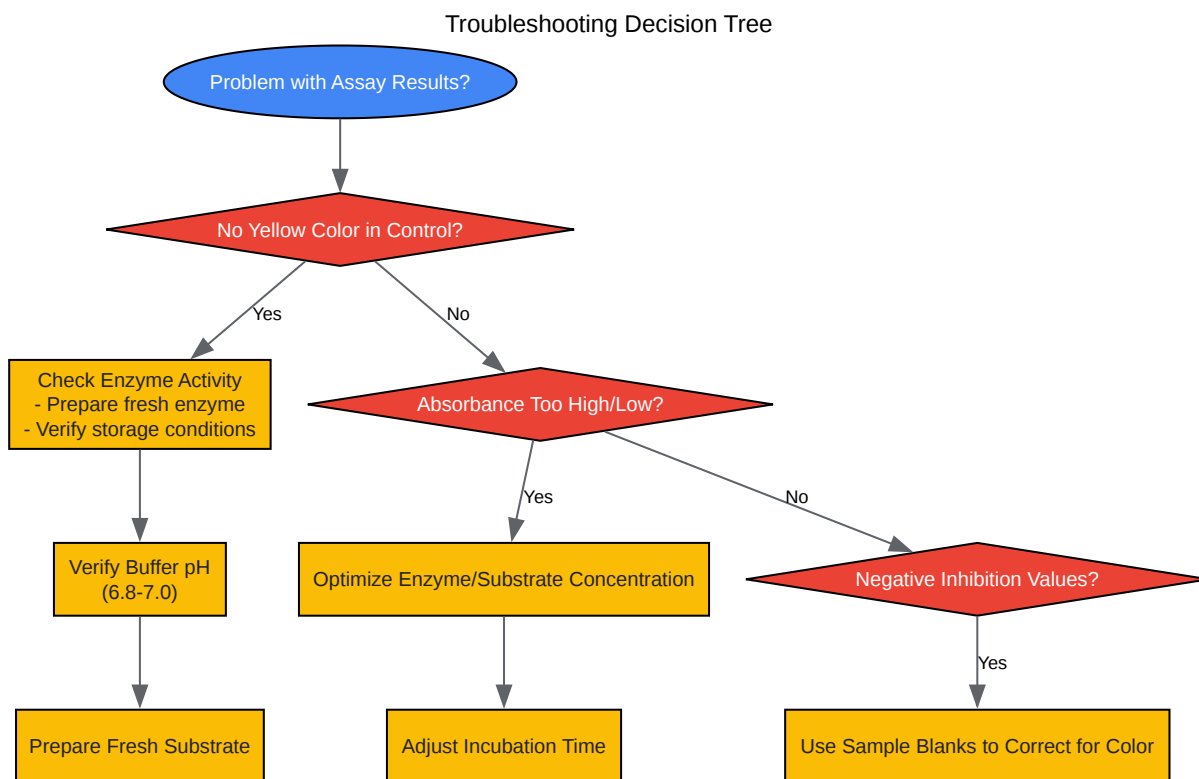 Troubleshooting Decision Tree
Problem with Assay Results?
No Yellow Color in Control?
Yes
No
Check Enzyme Activity
- Prepare fresh enzyme
- Verify storage conditions
Absorbance Too High/Low?
Yes
No
Verify Buffer pH
(6.8-7.0)
Optimize Enzyme/Substrate Concentration
Negative Inhibition Values?
Yes
Prepare Fresh Substrate
Adjust Incubation Time
Use Sample Blanks to Correct for Color